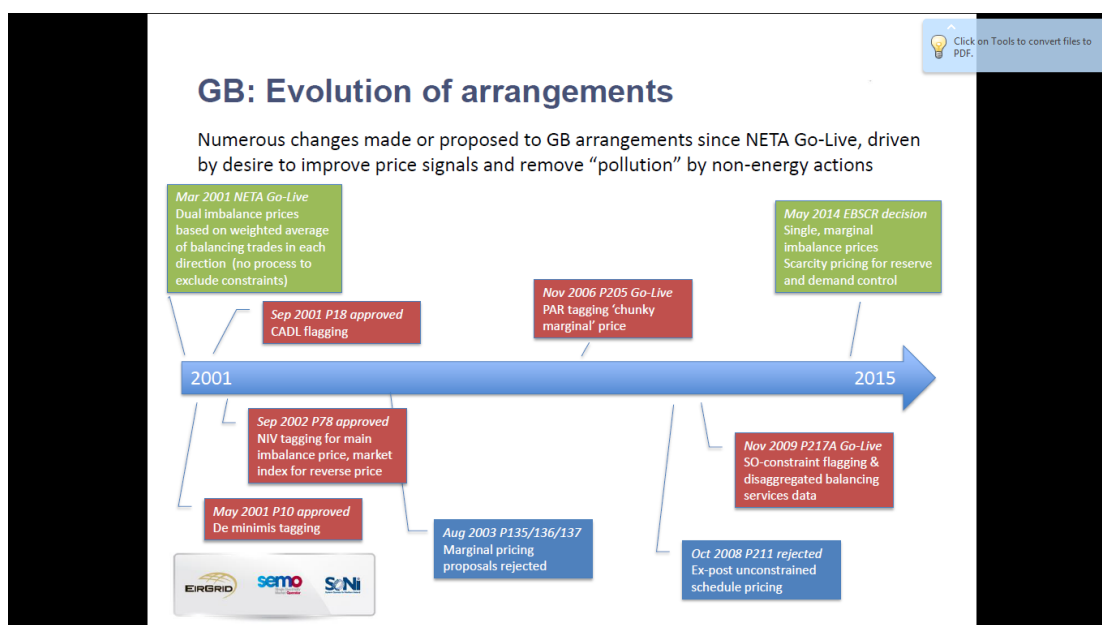 Click on Tools to convert files to
PDF.
GB: Evolution of arrangements
Numerous changes made or proposed to GB arrangements since NETA Go-Live, driven
by desire to improve price signals and remove “pollution” by non-energy actions
Mar 2001 NETA Go-Live
Dual imbalance prices
based on weighted average
of balancing trades in each
direction (no process to
exclude constraints)
May 2014 EBSCR decision
Single, marginal
imbalance prices
Scarcity pricing for reserve
and demand control
Nov 2006 P205 Go-Live
PAR tagging ‘chunky
marginal’ price
Sep 2001 P18 approved
CADL flagging
2001
2015
Sep 2002 P78 approved
NIV tagging for main
imbalance price, market
index for reverse price
Nov 2009 P217A Go-Live
SO-constraint flagging &
disaggregated balancing
services data
May 2001 P10 approved
De minimis tagging
Aug 2003 P135/136/137
Marginal pricing
proposals rejected
Oct 2008 P211 rejected
Ex-post unconstrained
schedule pricing
EIRGRID
semo
SONI